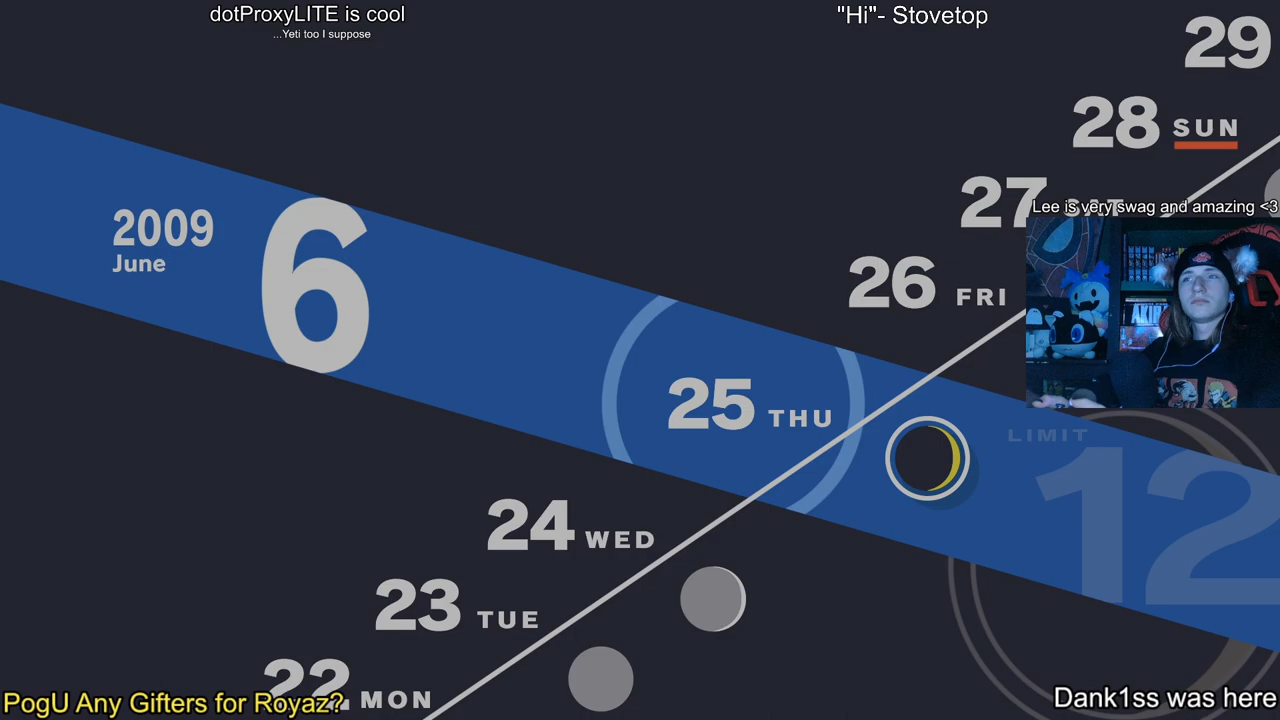 dotProxyLITE is cool
...Yeti too I suppose
"Hi"- Stovetop
29
28 SUN
27
Lee is very swag and amazing <3
26 FRI
2009
June
6
AKIRA
25 THU
LIMIT
12
24 WED
23 TUE
22 MON
PogU Any Gifters for Royaz?
Dank1ss was here